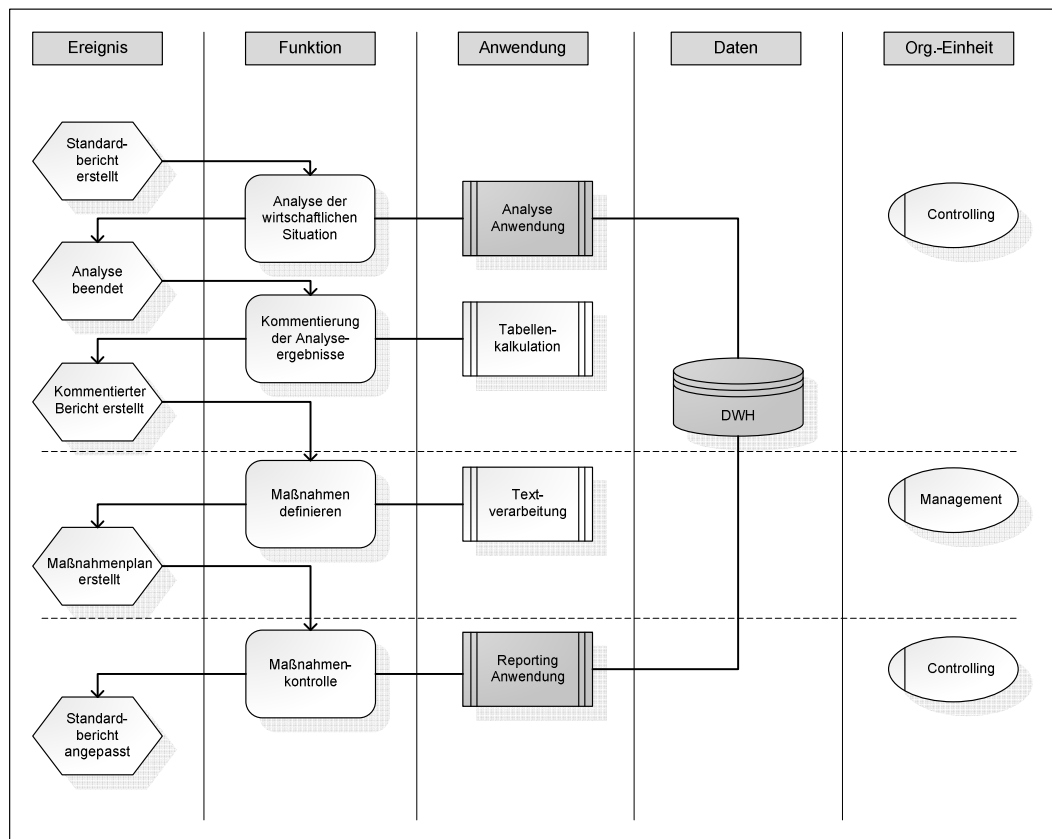 Ereignis
Funktion
Anwendung
Daten
Org.-Einheit
Standard-
bericht
erstellt
Analyse der
wirtschaftlichen
Situation
Analyse
Anwendung
Controlling
Analyse
beendet
Kommentierung
der Analyse-
ergebnisse
Tabellen-
kalkulation
Kommentierter
Bericht erstellt
DWH
Maßnahmen
definieren
Text-
verarbeitung
Management
Maßnahmenplan
erstellt
Maßnahmen-
kontrolle
Reporting
Anwendung
Controlling
Standard-
bericht
angepasst